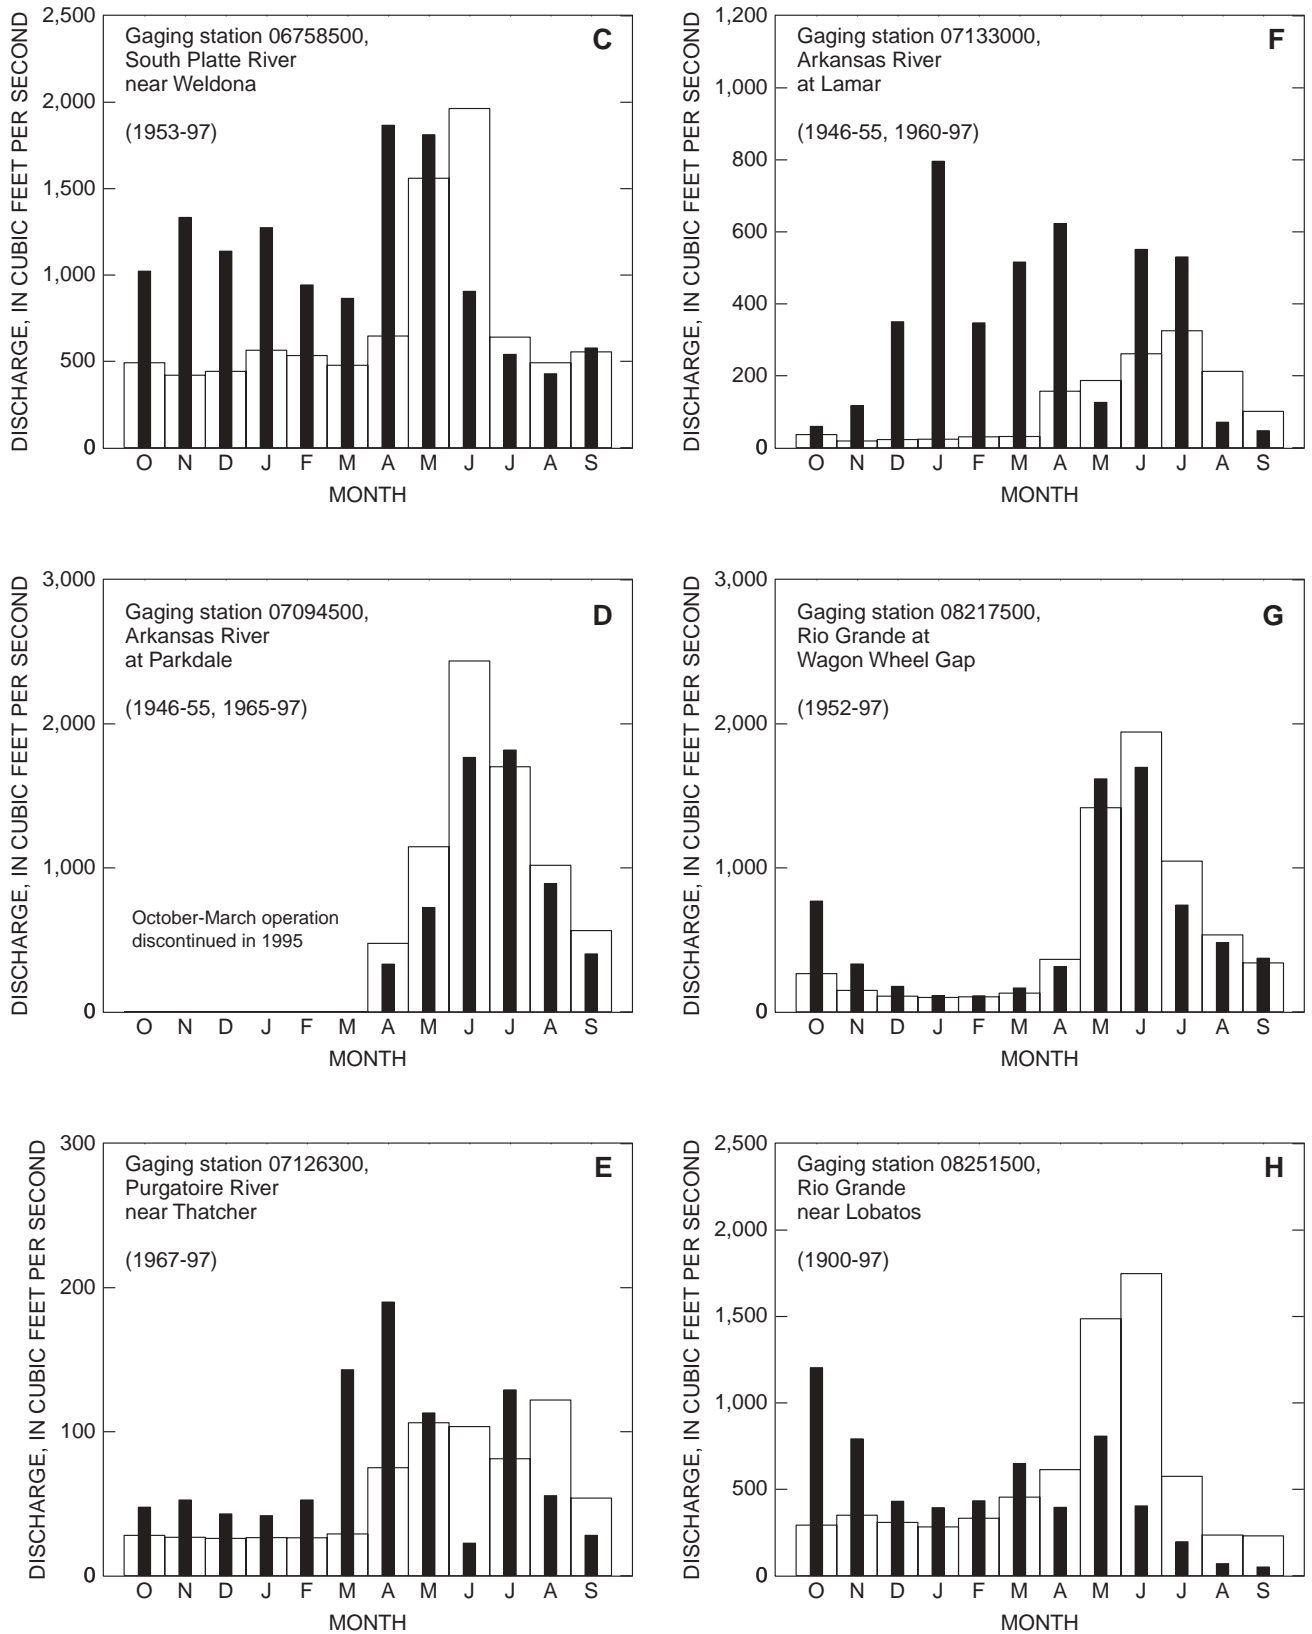 C
Gaging station 06758500,
South Platte River
near Weldona
(1953-97)
DISCHARGE, IN CUBIC FEET PER SECOND
2,500
2,000
1,500
1,000
500
0
O N D J F M A M J J A S
MONTH
F
Gaging station 07133000,
Arkansas River
at Lamar
(1946-55, 1960-97)
DISCHARGE, IN CUBIC FEET PER SECOND
1,200
1,000
800
600
400
200
0
O N D J F M A M J J A S
MONTH
D
Gaging station 07094500,
Arkansas River
at Parkdale
(1946-55, 1965-97)
October-March operation
discontinued in 1995
DISCHARGE, IN CUBIC FEET PER SECOND
3,000
2,000
1,000
0
O N D J F M A M J J A S
MONTH
G
Gaging station 08217500,
Rio Grande at
Wagon Wheel Gap
(1952-97)
DISCHARGE, IN CUBIC FEET PER SECOND
3,000
2,000
1,000
0
O N D J F M A M J J A S
MONTH
E
Gaging station 07126300,
Purgatoire River
near Thatcher
(1967-97)
DISCHARGE, IN CUBIC FEET PER SECOND
300
200
100
0
O N D J F M A M J J A S
MONTH
H
Gaging station 08251500,
Rio Grande
near Lobatos
(1900-97)
DISCHARGE, IN CUBIC FEET PER SECOND
2,500
2,000
1,500
1,000
500
0
O N D J F M A M J J A S
MONTH